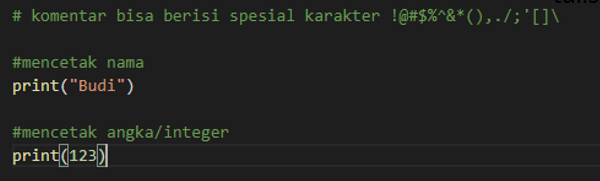 # komentar bisa berisi spesial karakter !@#$%^&*(),./;'[]\
#mencetak nama
print("Budi")
#mencetak angka/integer
print(123)